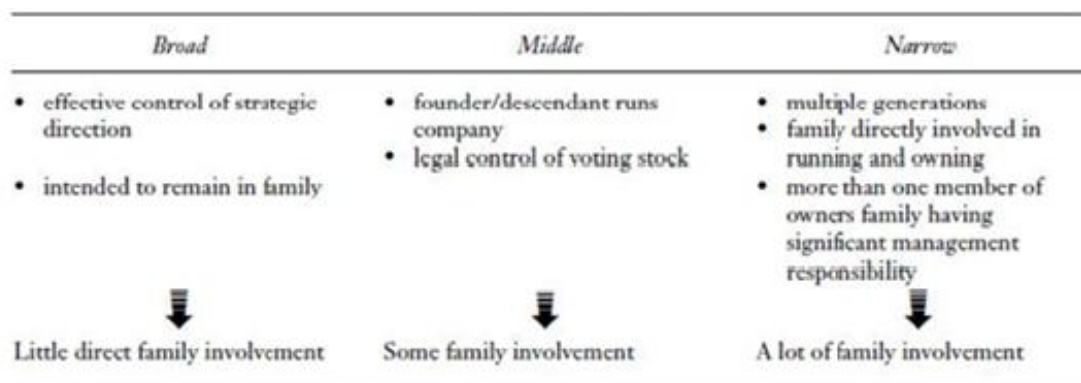 Broad
Middle
Narrow
• effective control of strategic
direction
• intended to remain in family
• founder/descendant runs
company
• legal control of voting stock
• multiple generations
• family directly involved in
running and owning
• more than one member of
owners family having
significant management
responsibility
Little direct family involvement
Some family involvement
A lot of family involvement